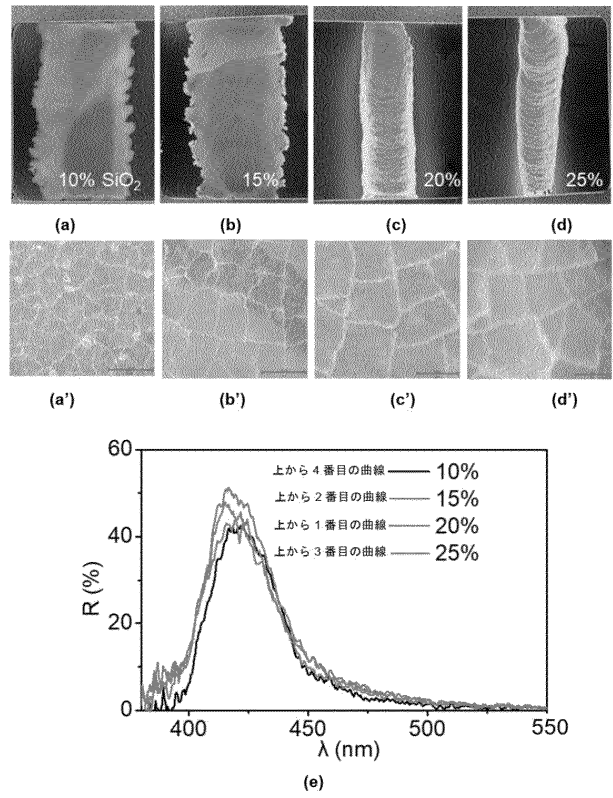 10% SiO₂
15%
20%
25%
(a)
(b)
(c)
(d)
(a')
(b')
(c')
(d')
60
40
20
0
R (%)
上から4番目の曲線 10%
上から2番目の曲線 15%
上から1番目の曲線 20%
上から3番目の曲線 25%
400
450
500
550
λ (nm)
(e)